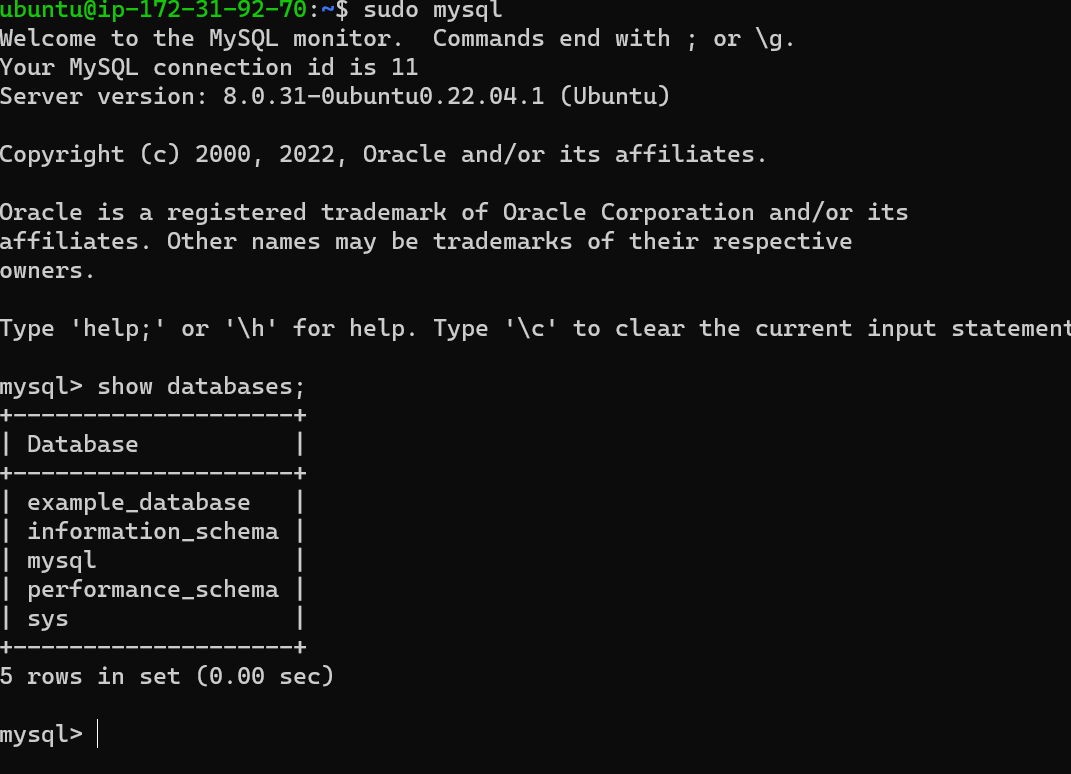 ubuntu@ip-172-31-92-70:~$ sudo mysql
Welcome to the MySQL monitor.  Commands end with ; or \g.
Your MySQL connection id is 11
Server version: 8.0.31-0ubuntu0.22.04.1 (Ubuntu)

Copyright (c) 2000, 2022, Oracle and/or its affiliates.

Oracle is a registered trademark of Oracle Corporation and/or its
affiliates. Other names may be trademarks of their respective
owners.

Type 'help;' or '\h' for help. Type '\c' to clear the current input statement

mysql> show databases;
+--------------------+
| Database           |
+--------------------+
| example_database   |
| information_schema |
| mysql              |
| performance_schema |
| sys                |
+--------------------+
5 rows in set (0.00 sec)

mysql>